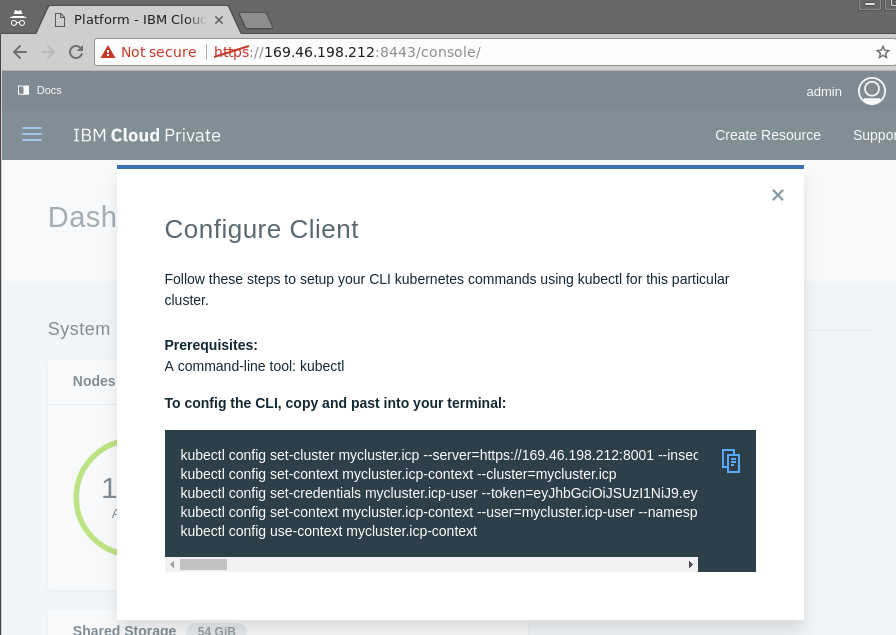 Platform - IBM Clou
Not secure https://169.46.198.212:8443/console/
Docs
admin
IBM Cloud Private
Create Resource
Suppor
Dash
System
Nodes
1
A
Configure Client
Follow these steps to setup your CLI kubernetes commands using kubectl for this particular
cluster.
Prerequisites:
A command-line tool: kubectl
To config the CLI, copy and past into your terminal:
kubectl config set-cluster mycluster.icp --server=https://169.46.198.212:8001 --insec
kubectl config set-context mycluster.icp-context --cluster=mycluster.icp
kubectl config set-credentials mycluster.icp-user --token=eyJhbGciOiJSUzI1NiJ9.ey
kubectl config set-context mycluster.icp-context --user=mycluster.icp-user --namesp
kubectl config use-context mycluster.icp-context
Shared Storage 54 GiB